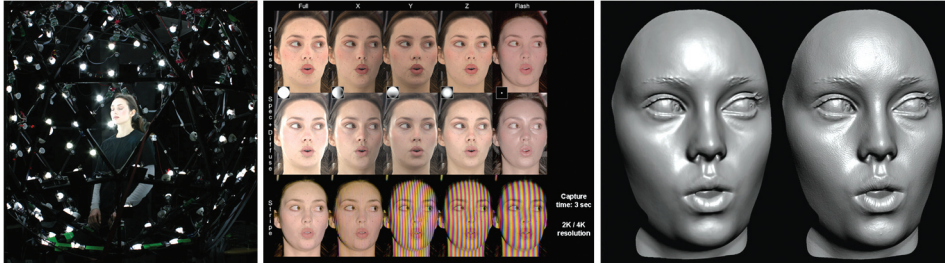 Full X Y Z Flash
Diffuse
Spec+Diffuse
Stripe
Capture
time: 3 sec
2K / 4K
resolution